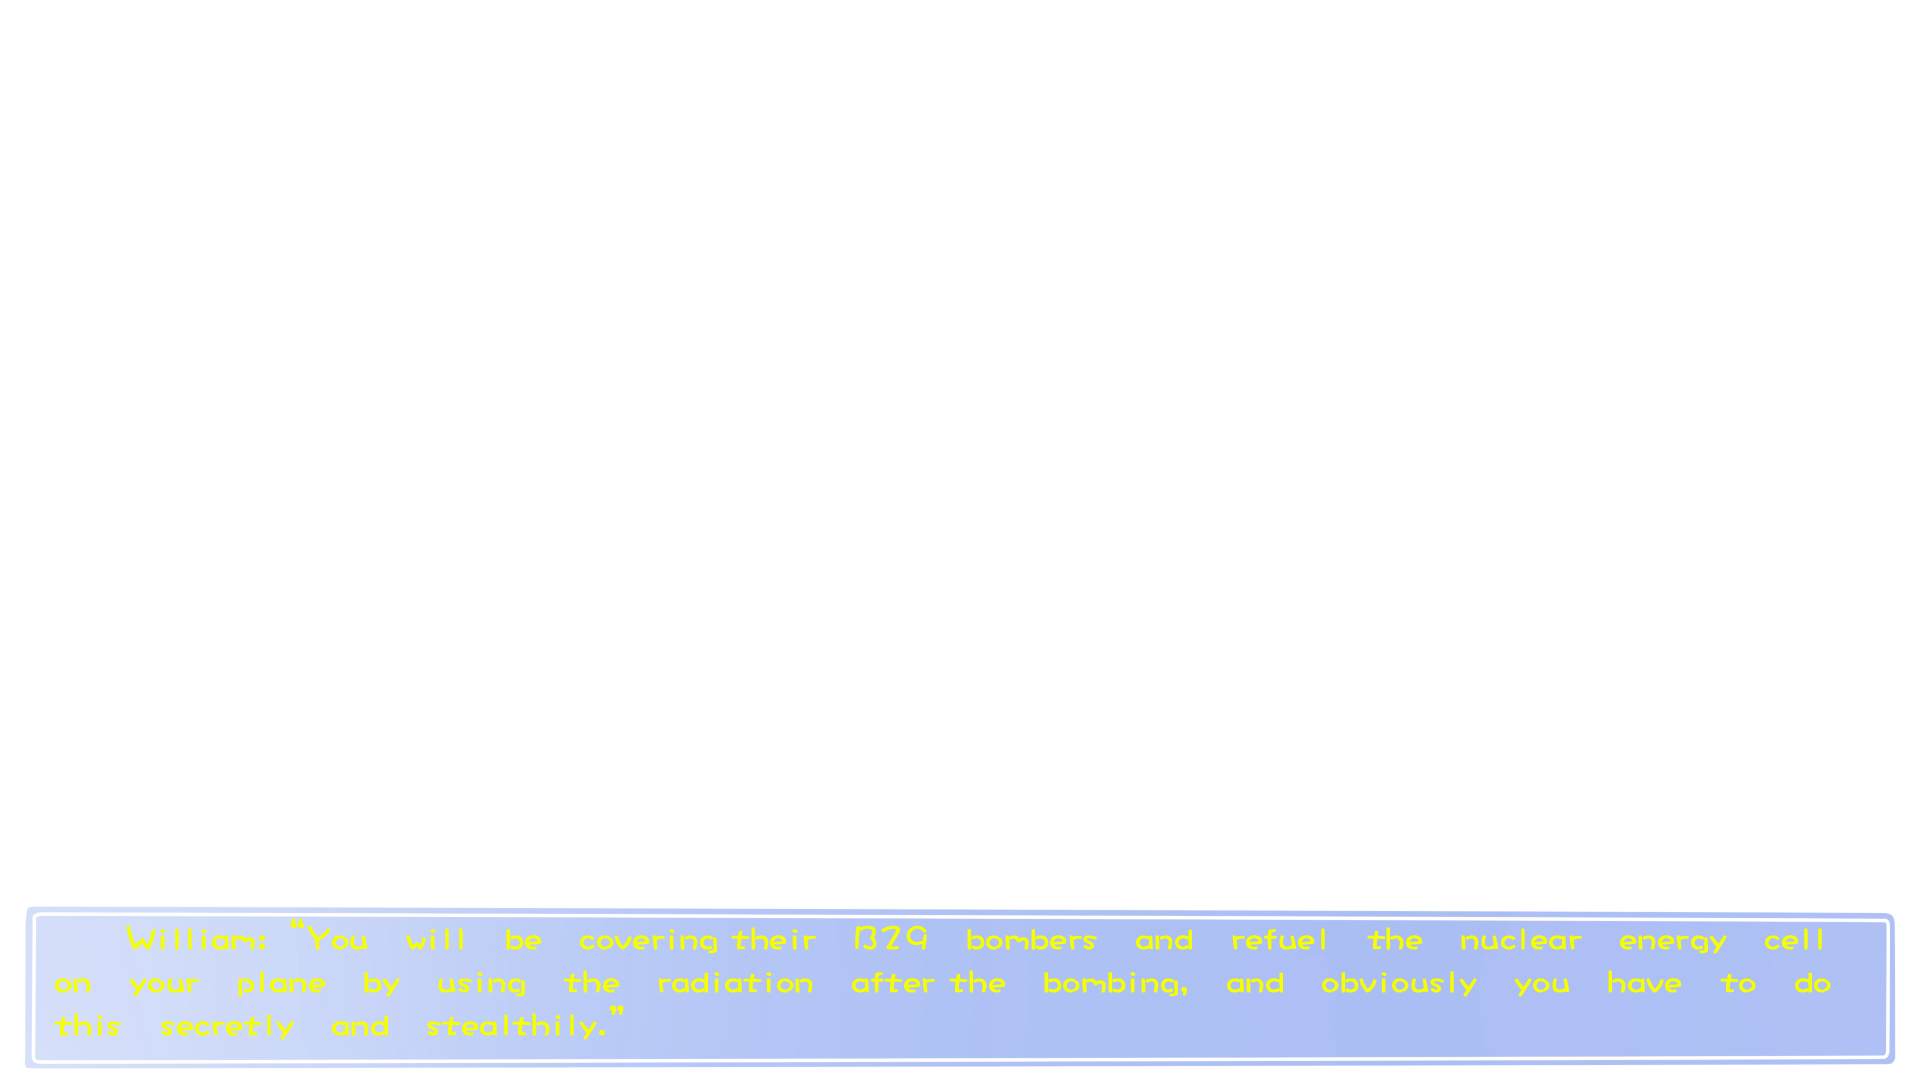 William: “You will be covering their B29 bombers and refuel the nuclear energy cell
on your plane by using the radiation after the bombing, and obviously you have to do
this secretly and stealthily.”